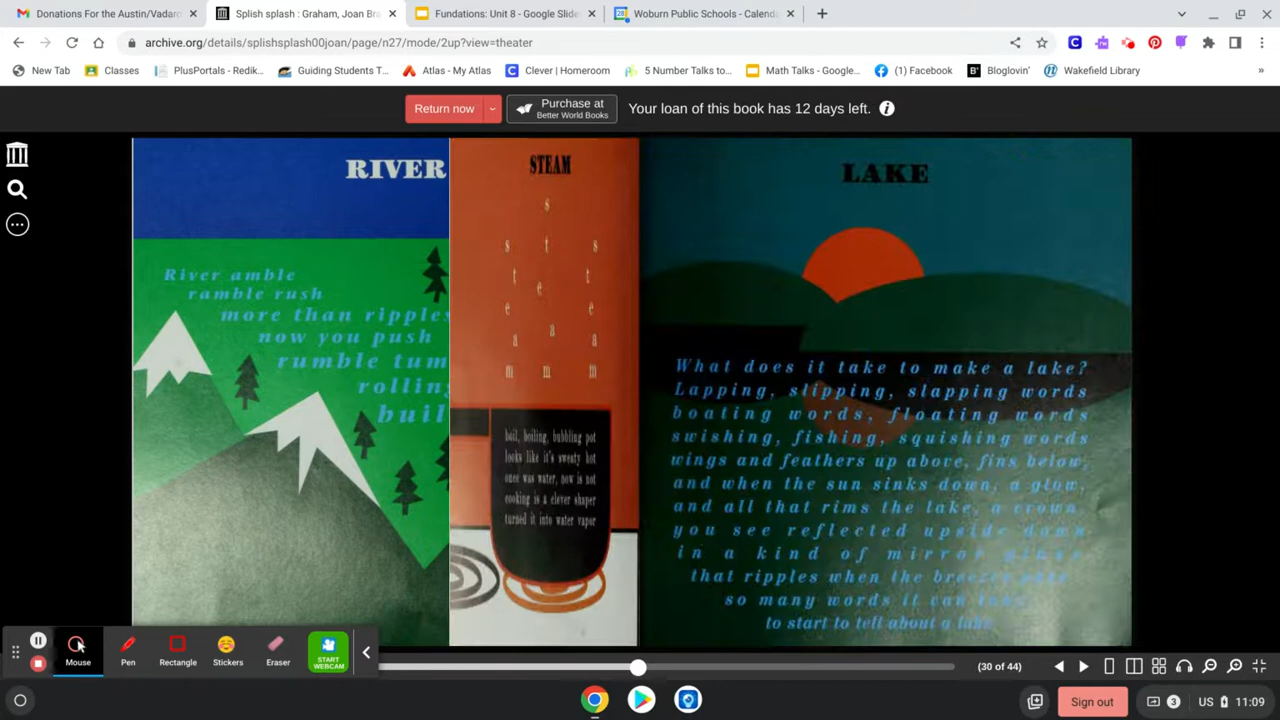 Donations For the Austin/Vadaro
Splish splash : Graham, Joan Bra
Fundations: Unit 8 - Google Slide
Woburn Public Schools - Calenda
archive.org/details/splishsplash00joan/page/n27/mode/2up?view=theater
New Tab
Classes
PlusPortals - Redik...
Guiding Students T...
Atlas - My Atlas
Clever | Homeroom
5 Number Talks to...
Math Talks - Google...
(1) Facebook
Bloglovin'
Wakefield Library
»
Return now
Purchase at
Better World Books
Your loan of this book has 12 days left.
RIVER
River amble
ramble rush
more than ripples
now you push
rumble tum
rolling
buil
STEAM
s
s t s
t e t
e a e
a a
m m m
boil, boiling, bubbling pot
looks like it's sweaty hot
once was water, now is not
cooking is a clever shaper
turned it into water vapor
LAKE
What does it take to make a lake?
Lapping, slipping, slapping words
boating words, floating words
swishing, fishing, squishing words
wings and feathers up above, fins below,
and when the sun sinks down, a glow,
and all that rims the lake, a crown
you see reflected upside down
in a kind of mirror
that ripples when the
so many words it can
to start to tell about a lake
Mouse
Pen
Rectangle
Stickers
Eraser
START
WEBCAM
(30 of 44)
Sign out
3
US
11:09